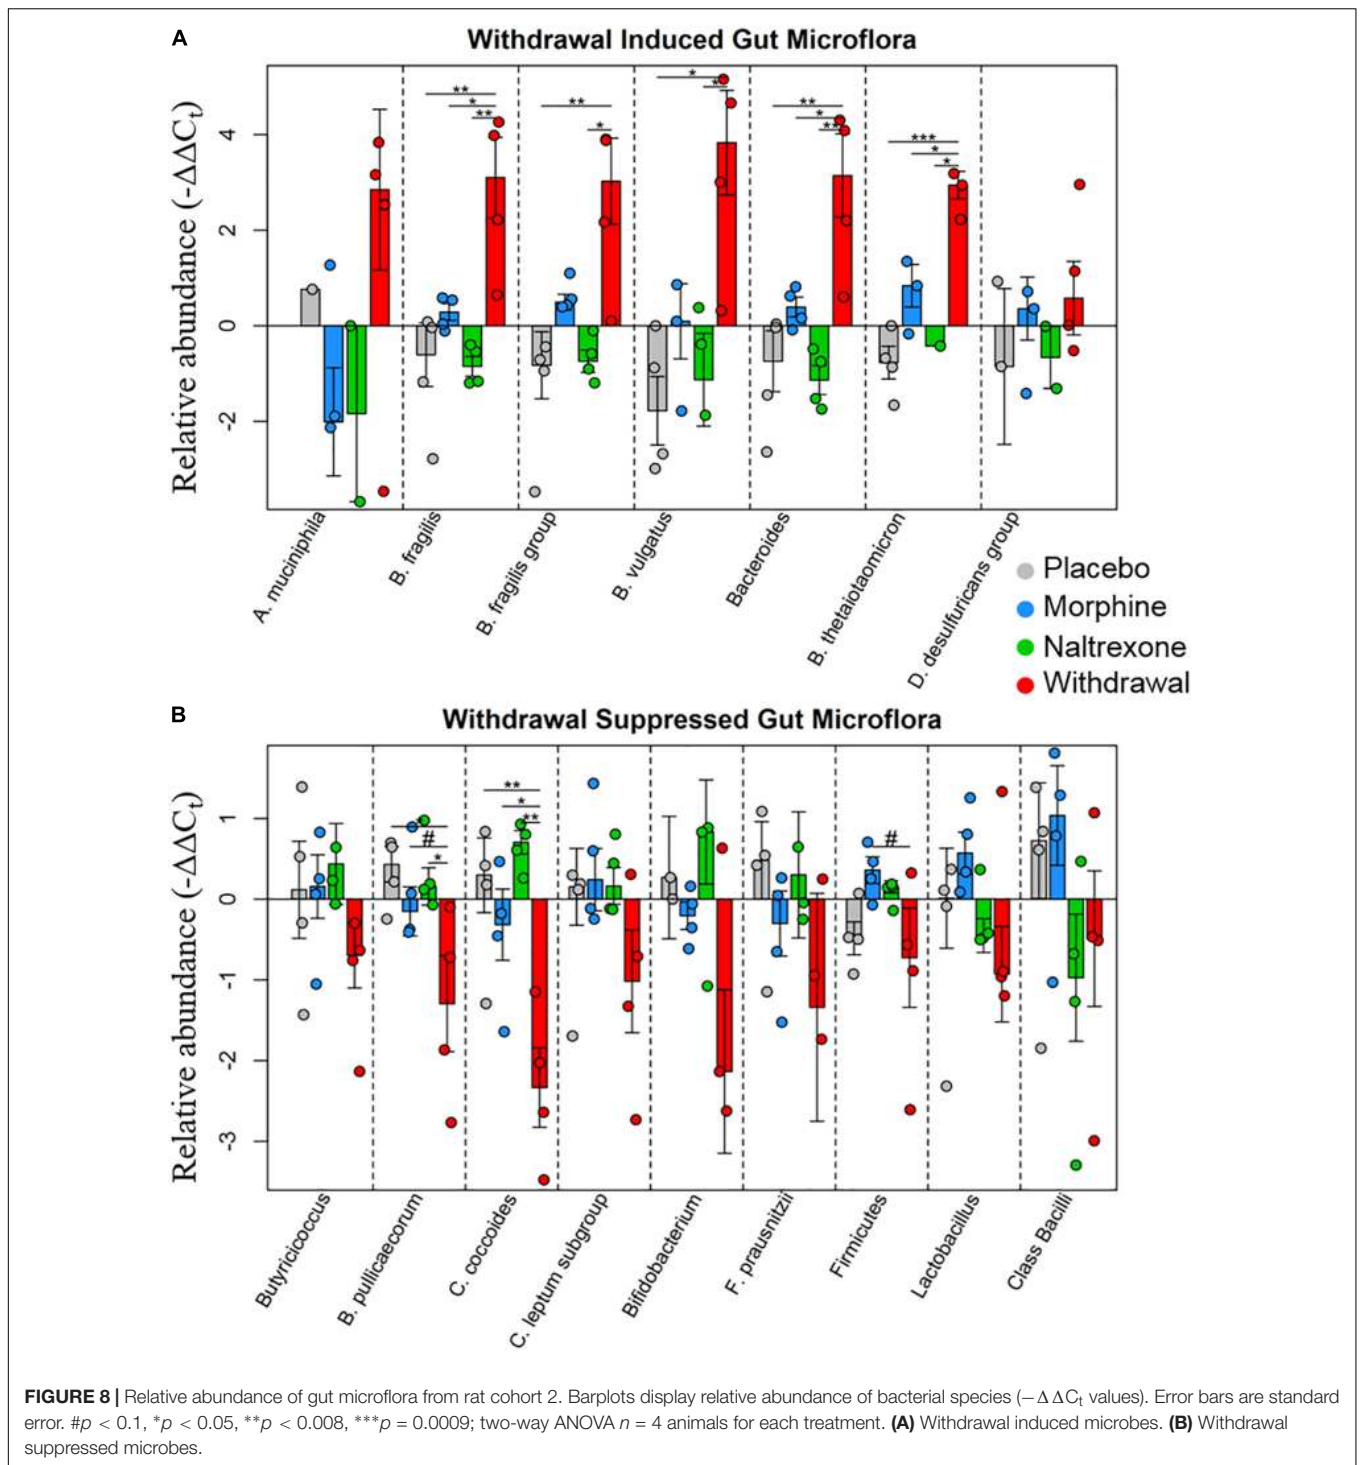 A
Withdrawal Induced Gut Microflora
Relative abundance (-ΔΔCt)
4
2
0
-2
** * **
** *
* *
** * **
*** * *
A. muciniphila
B. fragilis
B. fragilis group
B. vulgatus
Bacteroides
B. thetaiotaomicron
D. desulfuricans group
Placebo
Morphine
Naltrexone
Withdrawal
B
Withdrawal Suppressed Gut Microflora
Relative abundance (-ΔΔCt)
1
0
-1
-2
-3
* # *
** * **
#
Butyricicoccus
B. pullicaecorum
C. coccoides
C. leptum subgroup
Bifidobacterium
F. prausnitzii
Firmicutes
Lactobacillus
Class Bacilli
FIGURE 8 | Relative abundance of gut microflora from rat cohort 2. Barplots display relative abundance of bacterial species (−ΔΔCt values). Error bars are standard
error. #p < 0.1, *p < 0.05, **p < 0.008, ***p = 0.0009; two-way ANOVA n = 4 animals for each treatment. (A) Withdrawal induced microbes. (B) Withdrawal
suppressed microbes.